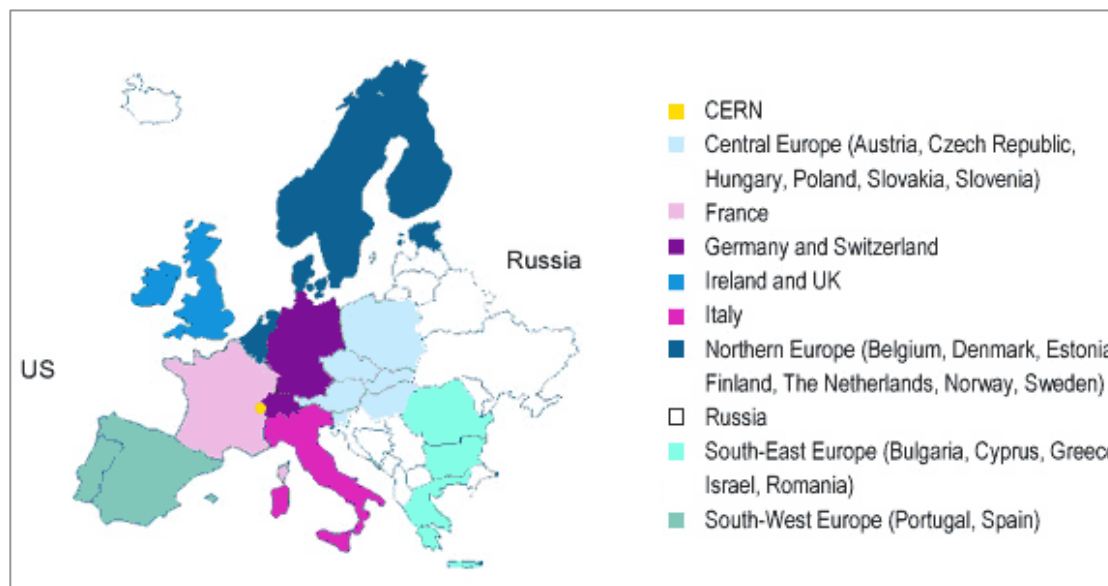 CERN
Central Europe (Austria, Czech Republic,
Hungary, Poland, Slovakia, Slovenia)
France
Germany and Switzerland
Ireland and UK
Italy
Northern Europe (Belgium, Denmark, Estonia
Finland, The Netherlands, Norway, Sweden)
Russia
South-East Europe (Bulgaria, Cyprus, Greece
Israel, Romania)
South-West Europe (Portugal, Spain)
Russia
US